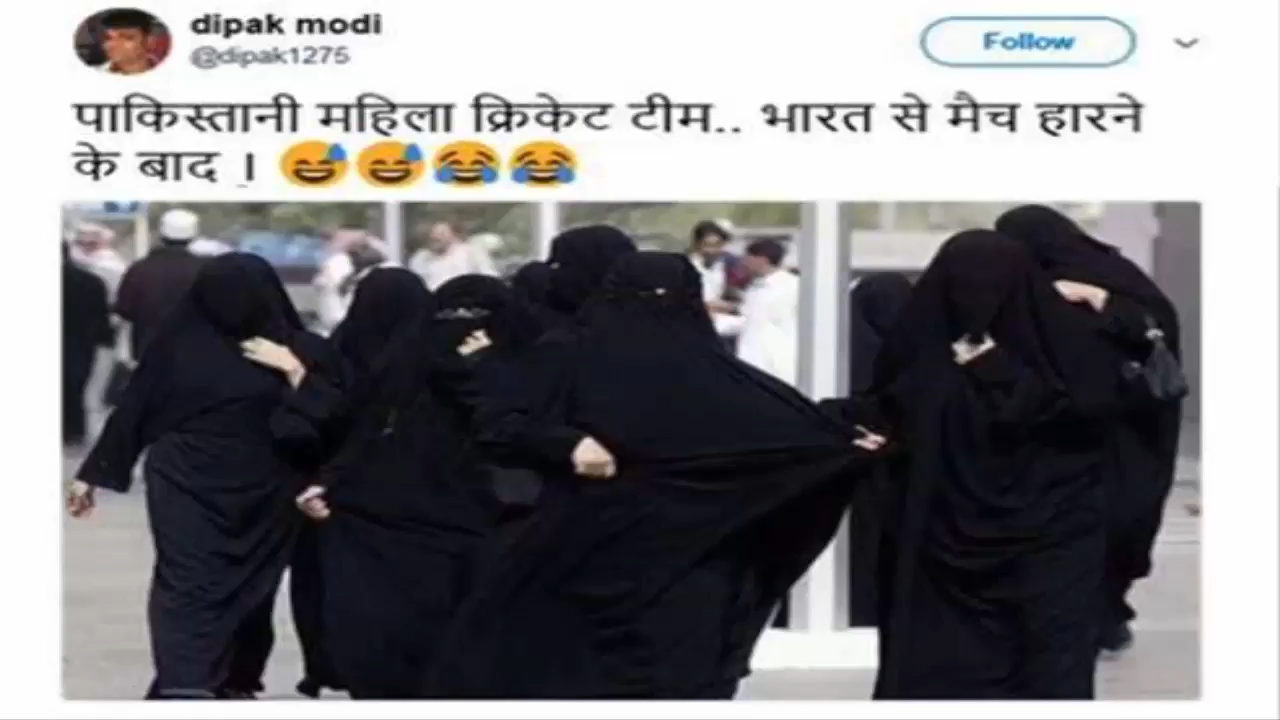 dipak modi
@dipak1275
Follow
पाकिस्तानी महिला क्रिकेट टीम.. भारत से मैच हारने
के बाद । 😅😅😂😂